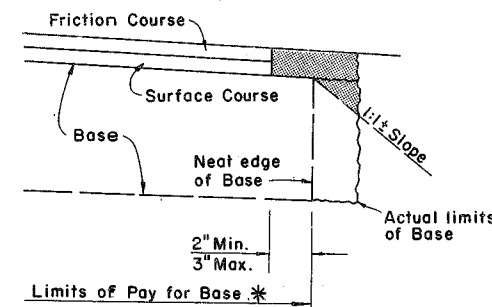 Friction Course
Surface Course
Base
1:1± Slope
Neat edge
of Base
Actual limits
of Base
2" Min.
3" Max.
Limits of Pay for Base *